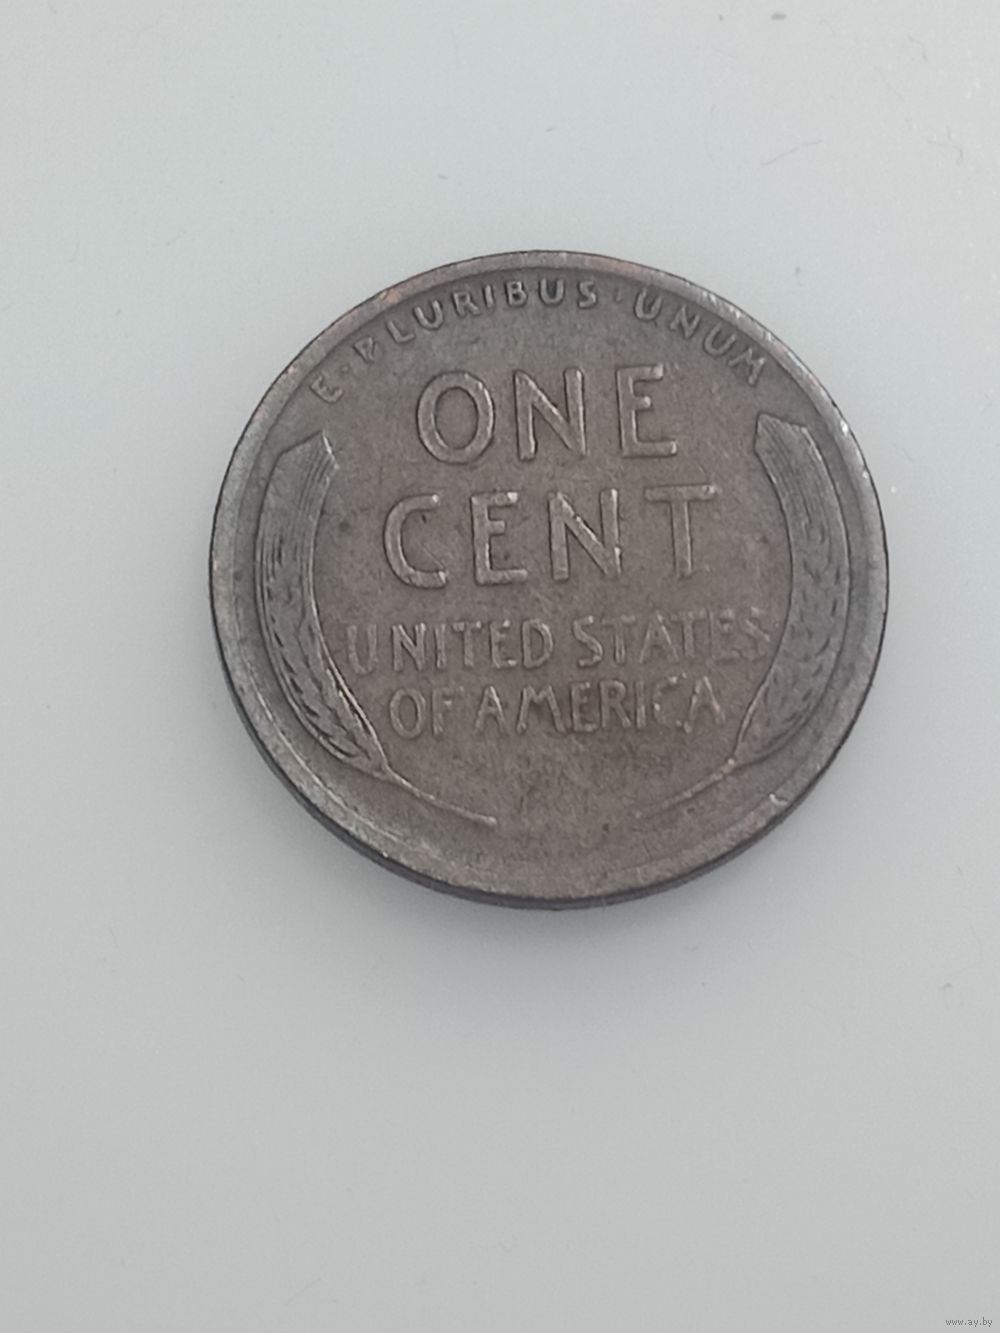 E·PLURIBUS·UNUM
ONE
CENT
UNITED STATES
OF AMERICA
www.ay.by